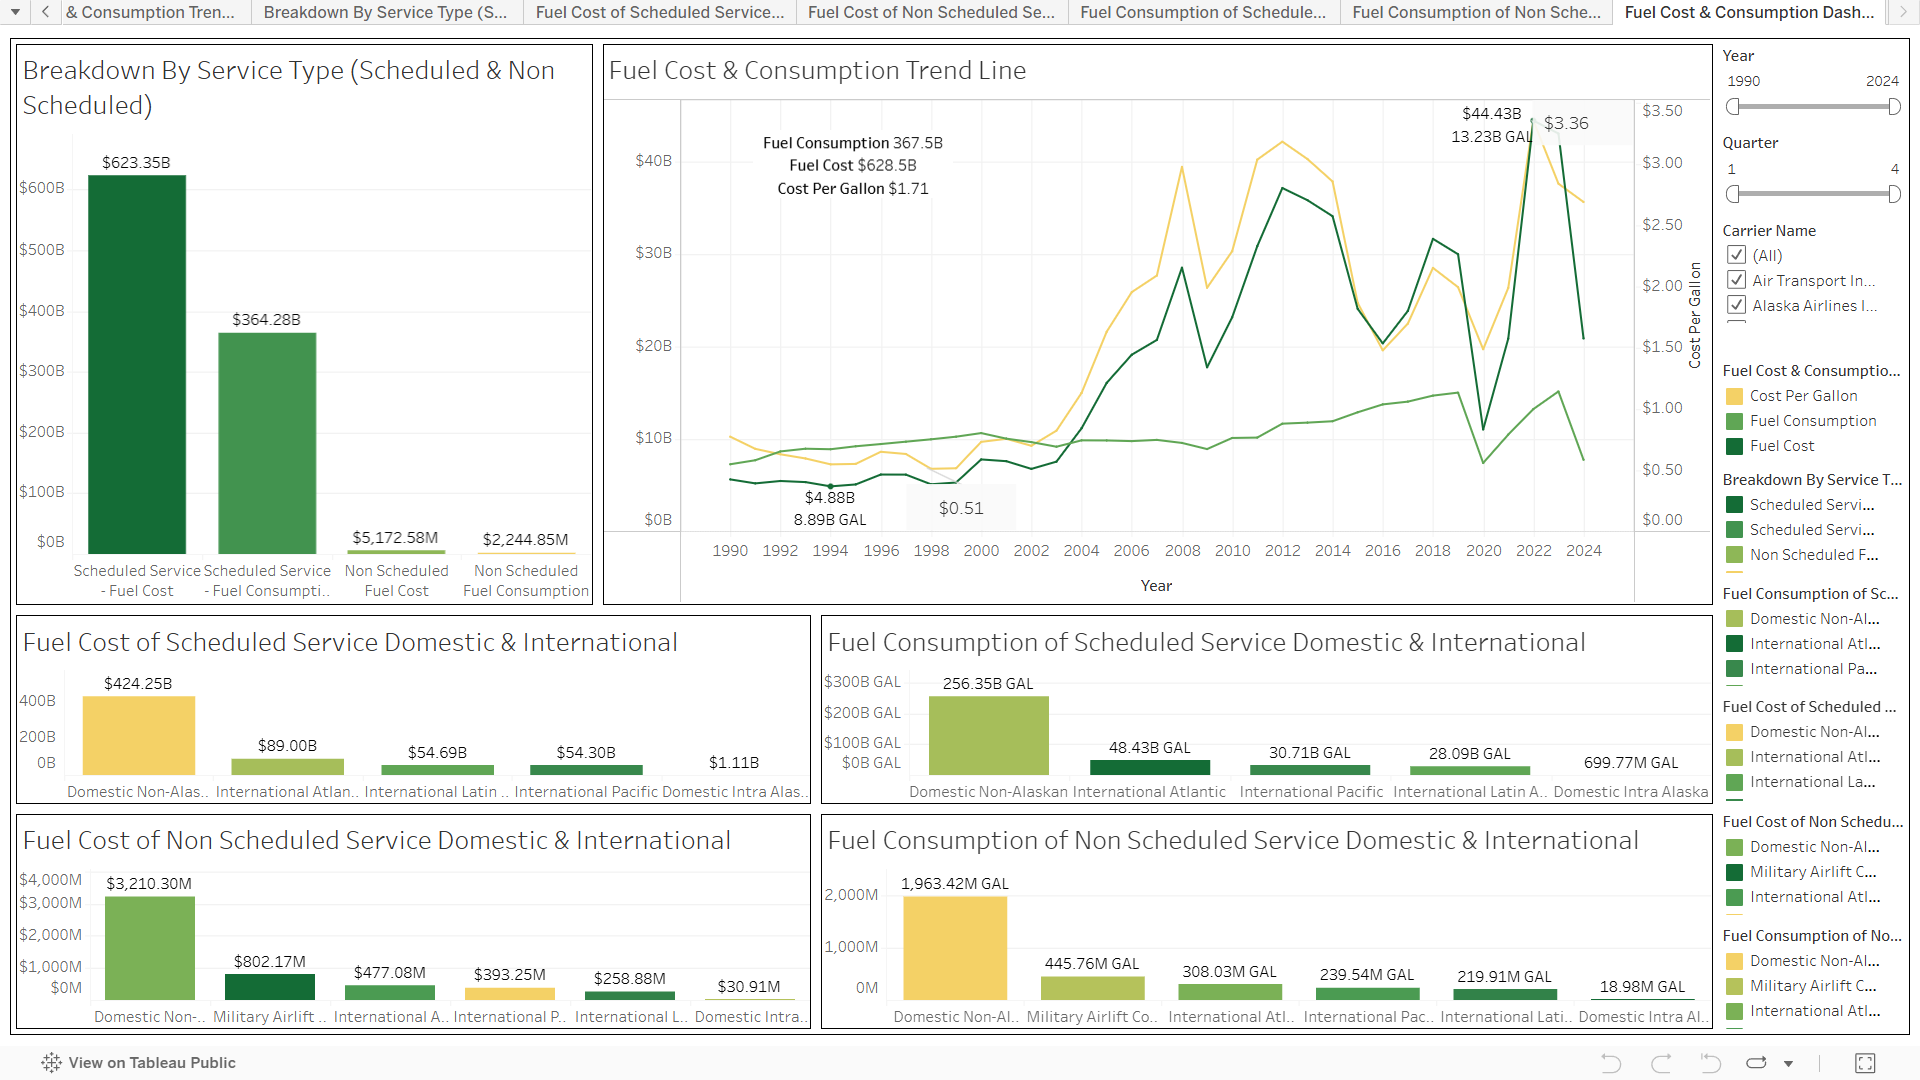 & Consumption Tren...
Breakdown By Service Type (S...
Fuel Cost of Scheduled Service...
Fuel Cost of Non Scheduled Se...
Fuel Consumption of Schedule...
Fuel Consumption of Non Sche...
Fuel Cost & Consumption Dash...
Breakdown By Service Type (Scheduled & Non
Scheduled)
$623.35B
$364.28B
$5,172.58M
$2,244.85M
$600B
$500B
$400B
$300B
$200B
$100B
$0B
Scheduled Service
- Fuel Cost
Scheduled Service
- Fuel Consumpti..
Non Scheduled
Fuel Cost
Non Scheduled
Fuel Consumption
Fuel Cost & Consumption Trend Line
Fuel Consumption 367.5B
Fuel Cost $628.5B
Cost Per Gallon $1.71
$44.43B
13.23B GAL
$3.36
$4.88B
8.89B GAL
$0.51
$40B
$30B
$20B
$10B
$0B
$3.50
$3.00
$2.50
$2.00
$1.50
$1.00
$0.50
$0.00
Cost Per Gallon
1990 1992 1994 1996 1998 2000 2002 2004 2006 2008 2010 2012 2014 2016 2018 2020 2022 2024
Year
Fuel Cost of Scheduled Service Domestic & International
400B
200B
0B
$424.25B
$89.00B
$54.69B
$54.30B
$1.11B
Domestic Non-Alas..
International Atlan..
International Latin ..
International Pacific
Domestic Intra Alas..
Fuel Consumption of Scheduled Service Domestic & International
$300B GAL
$200B GAL
$100B GAL
$0B GAL
256.35B GAL
48.43B GAL
30.71B GAL
28.09B GAL
699.77M GAL
Domestic Non-Alaskan
International Atlantic
International Pacific
International Latin A..
Domestic Intra Alaska
Fuel Cost of Non Scheduled Service Domestic & International
$4,000M
$3,000M
$2,000M
$1,000M
$0M
$3,210.30M
$802.17M
$477.08M
$393.25M
$258.88M
$30.91M
Domestic Non-..
Military Airlift ..
International A..
International P..
International L..
Domestic Intra..
Fuel Consumption of Non Scheduled Service Domestic & International
2,000M
1,000M
0M
1,963.42M GAL
445.76M GAL
308.03M GAL
239.54M GAL
219.91M GAL
18.98M GAL
Domestic Non-Al..
Military Airlift Co..
International Atl..
International Pac..
International Lati..
Domestic Intra Al..
Year
1990 2024
Quarter
1 4
Carrier Name
(All)
Air Transport In...
Alaska Airlines I...
Fuel Cost & Consumptio...
Cost Per Gallon
Fuel Consumption
Fuel Cost
Breakdown By Service T...
Scheduled Servi...
Scheduled Servi...
Non Scheduled F...
Fuel Consumption of Sc...
Domestic Non-Al...
International Atl...
International Pa...
Fuel Cost of Scheduled ...
Domestic Non-Al...
International Atl...
International La...
Fuel Cost of Non Schedu...
Domestic Non-Al...
Military Airlift C...
International Atl...
Fuel Consumption of No...
Domestic Non-Al...
Military Airlift C...
International Atl...
View on Tableau Public